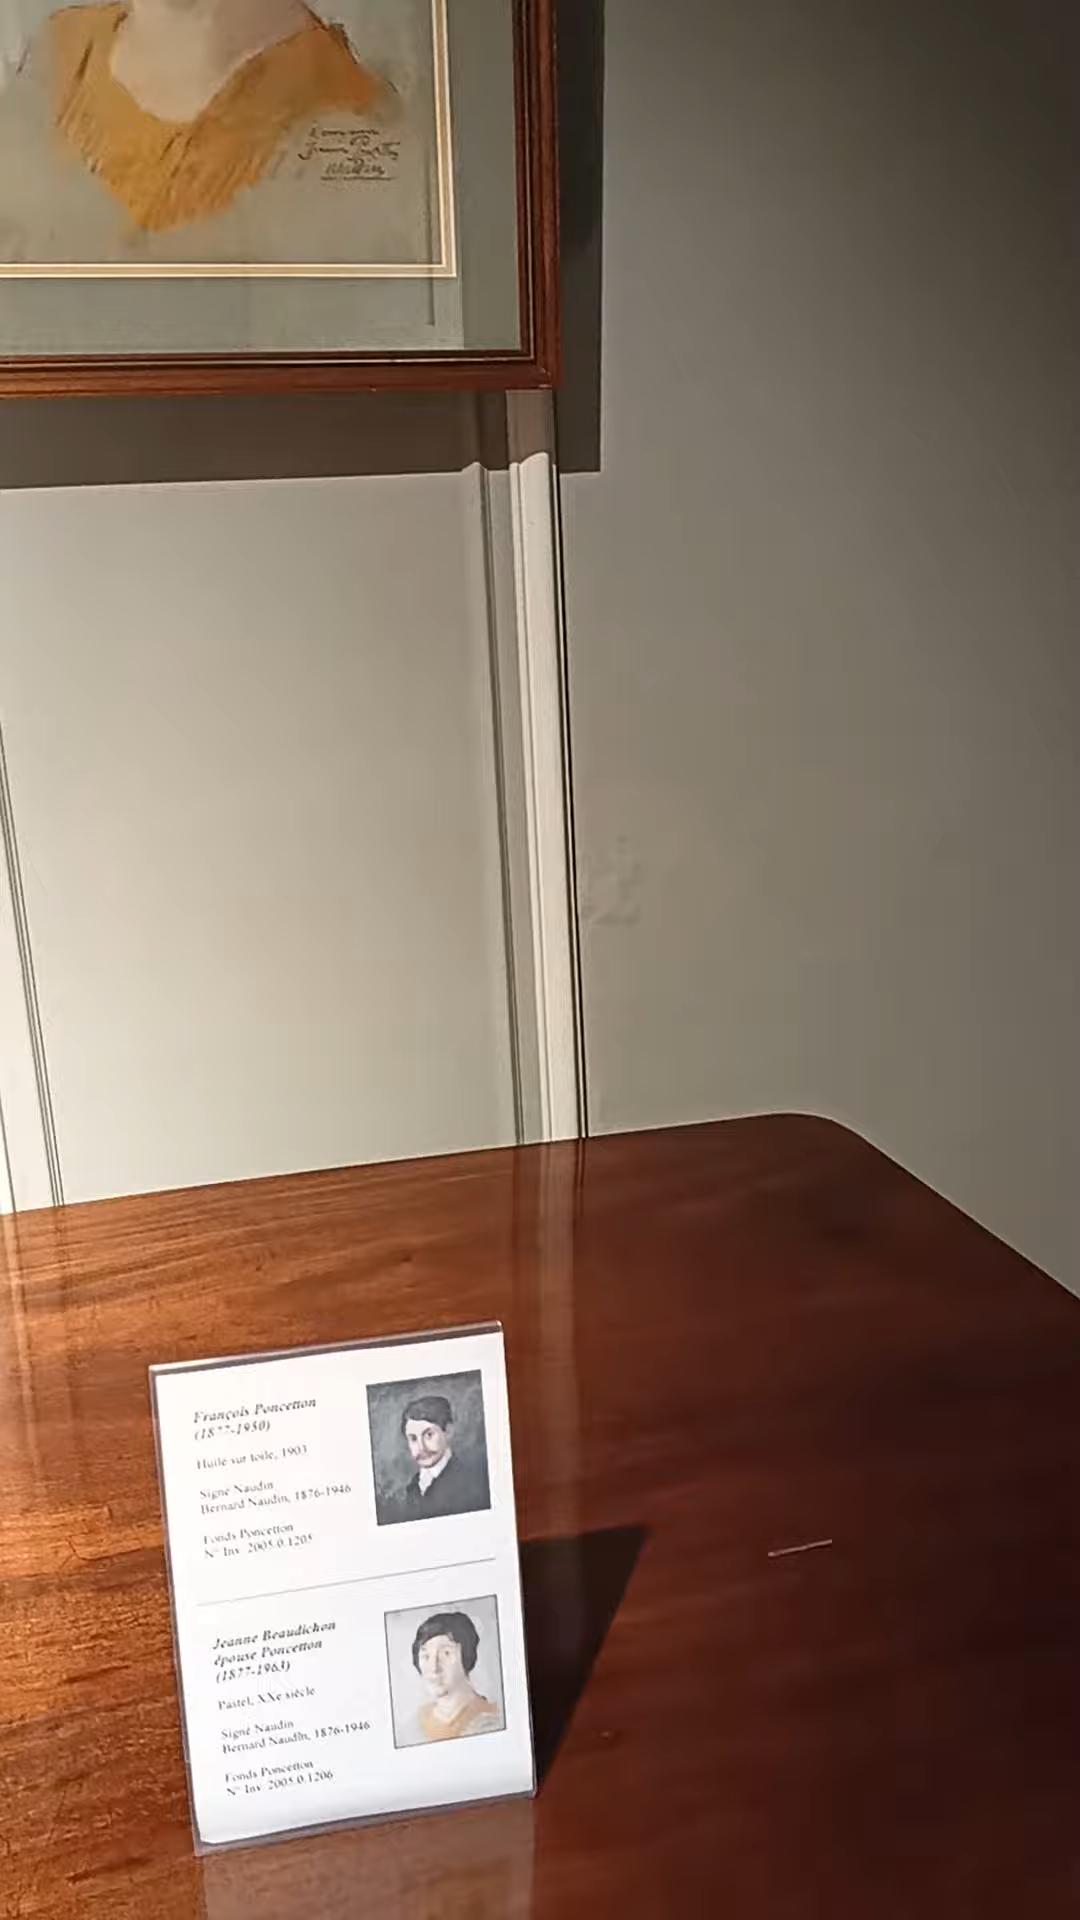 François Poncetton
(1877-1950)
Huile sur toile, 1903
Signé Naudin
Bernard Naudin, 1876-1946
Fonds Poncetton
N° Inv. 2005.0.1205
Jeanne Beaudichon
épouse Poncetton
(1877-1963)
Pastel, XXe siècle
Signé Naudin
Bernard Naudin, 1876-1946
Fonds Poncetton
N° Inv. 2005.0.1206